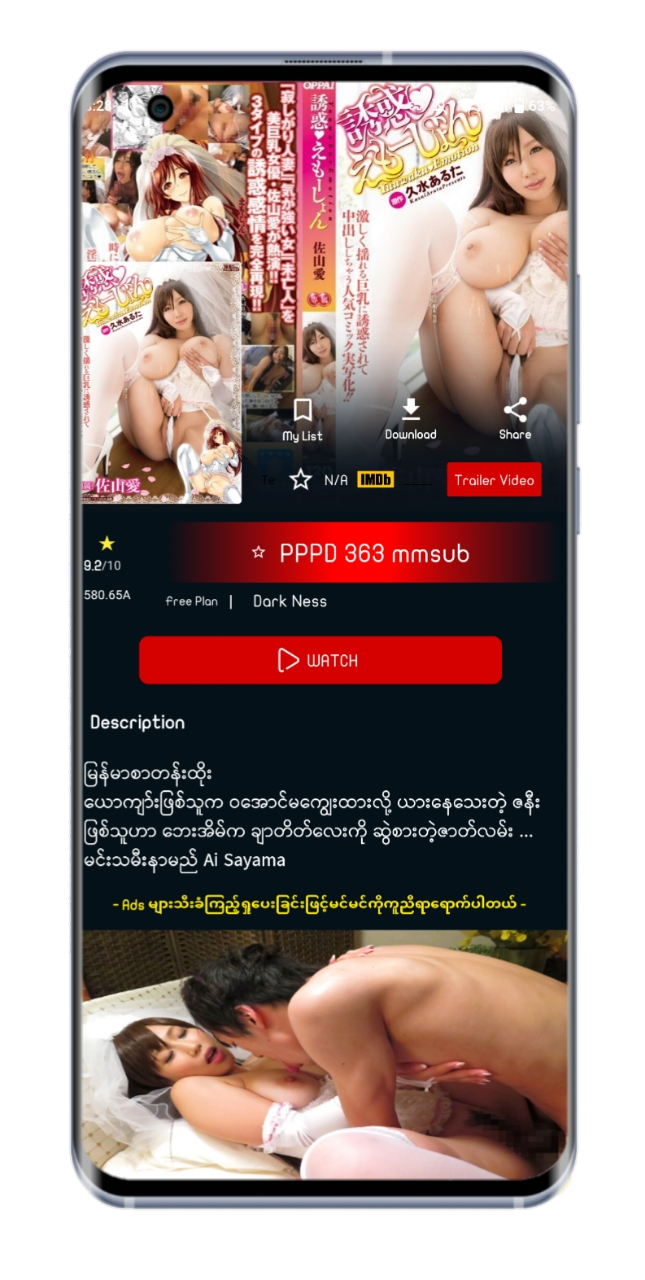 63%
OPPAI
誘惑♡えもーしょん
佐山愛
「寂しがり人妻」「気が強い女」「未亡人」を
美巨乳女優・佐山愛が熱演!!
3タイプの誘惑感情を完全再現!!
誘惑♡
えもーしょん
Yuuwaku♥Emotion
原作 久水あるた
激しく揺れる巨乳に誘惑されて
中出ししちゃう人気コミック実写化!!
誘惑♡
えもーしょん
久水あるた
佐山愛
My List
Download
Share
N/A
IMDb
Trailer Video
9.2/10
PPPD 363 mmsub
580.65A
Free Plan | Dark Ness
WATCH
Description
မြန်မာစာတန်းထိုး
ယောကျာ်းဖြစ်သူက ဝအောင်မကျွေးထားလို့ ယားနေသေးတဲ့ ဇနီး
ဖြစ်သူဟာ ဘေးအိမ်က ချာတိတ်လေးကို ဆွဲစားတဲ့ဇာတ်လမ်း ...
မင်းသမီးနာမည် Ai Sayama
- Ads များသီးခံကြည့်ရှုပေးခြင်းဖြင့်မင်မင်ကိုကူညီရာရောက်ပါတယ် -